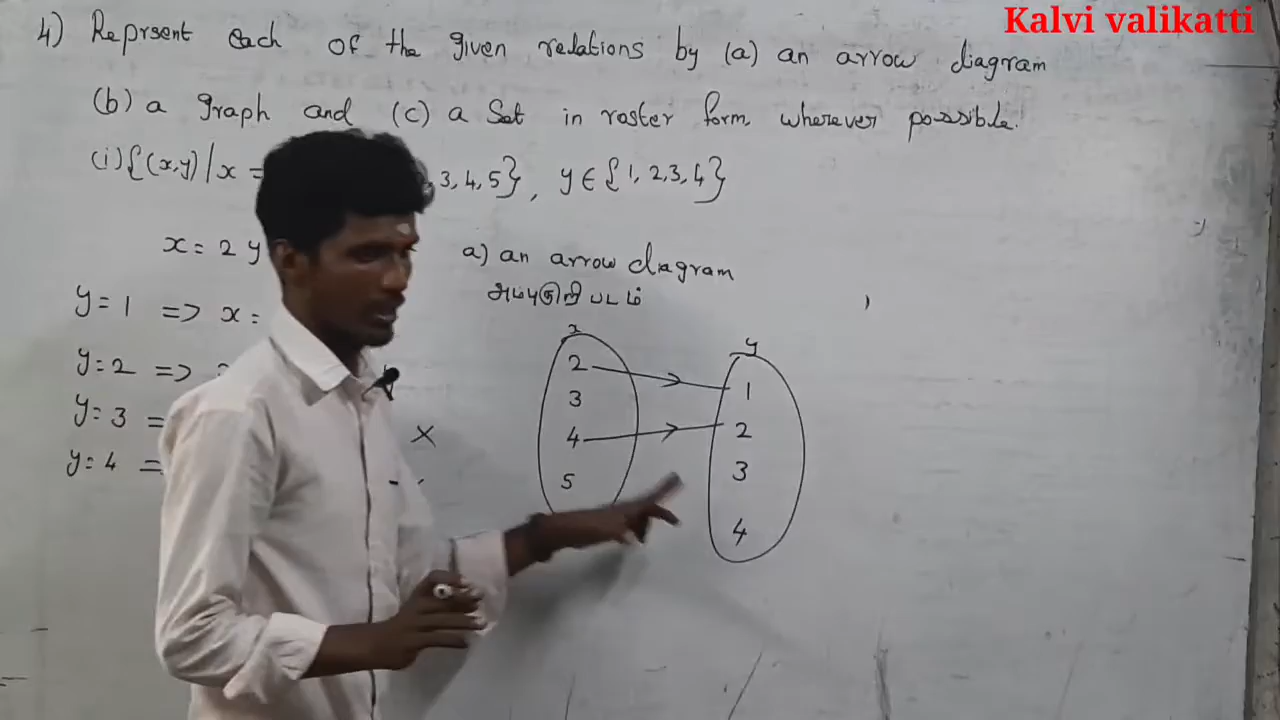 Kalvi valikatti
4) Reprsent each of the given relations by (a) an arrow diagram
(b) a graph and (c) a Set in roster form, wherever possible.
(i) {(x,y)/x = 3, 4, 5}, y ∈ {1, 2, 3, 4}
x = 2 y
a) an arrow diagram
அம்புகுறி படம்
y = 1 => x =
y = 2 =>
y = 3 = ×
y = 4 =
x
2
3
4
5
y
1
2
3
4